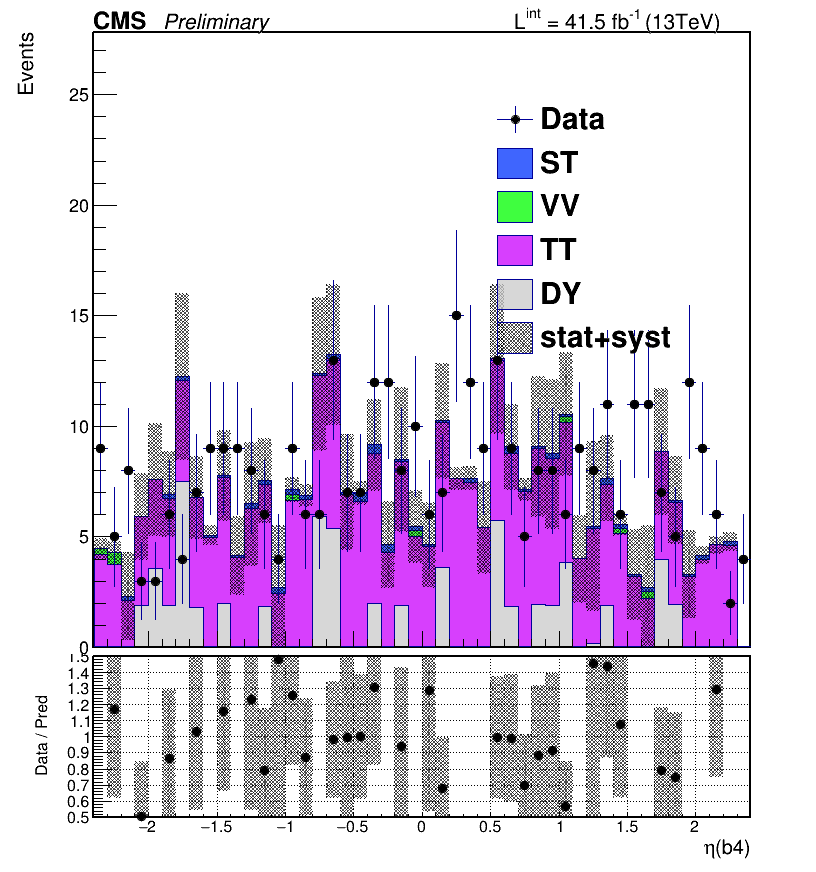 CMS Preliminary L^int = 41.5 fb^-1 (13TeV)
Events
25
20
15
10
5
0
Data
ST
VV
TT
DY
stat+syst
Data / Pred
1.5
1.4
1.3
1.2
1.1
1
0.9
0.8
0.7
0.6
0.5
−2 −1.5 −1 −0.5 0 0.5 1 1.5 2
η(b4)